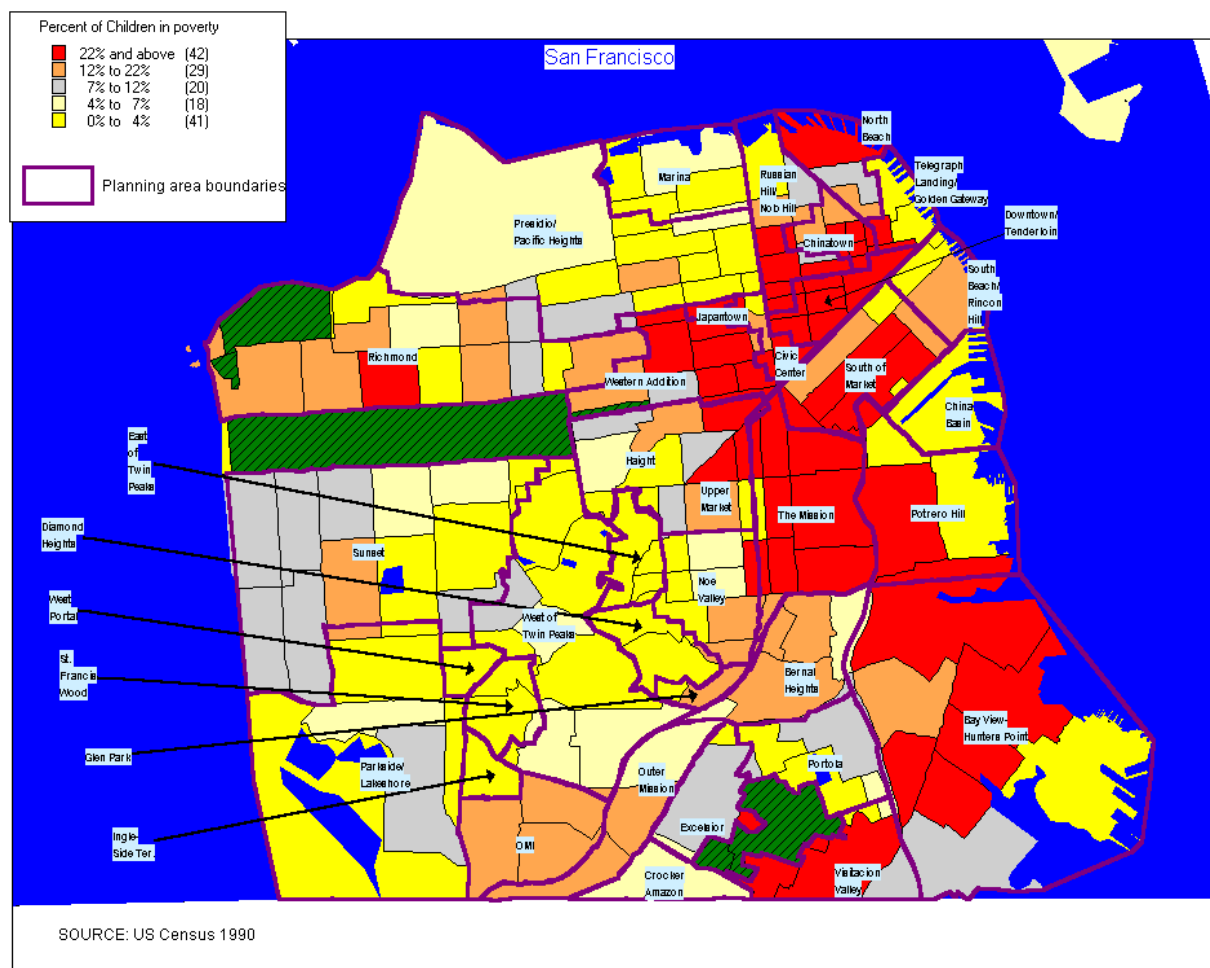 Percent of Children in poverty
22% and above (42)
12% to 22% (29)
7% to 12% (20)
4% to 7% (18)
0% to 4% (41)
Planning area boundaries
San Francisco
North
Beach
Telegraph
Landing/
Golden Gateway
Marina
Russian
Hill/
Nob Hill
Downtown/
Tenderloin
Presidio/
Pacific Heights
Chinatown
South
Beach/
Rincon
Hill
Japantown
Richmond
Civic
Center
South of
Market
Western Addition
China
Basin
East
of
Twin
Peaks
Haight
Upper
Market
The Mission
Potrero Hill
Diamond
Heights
Sunset
Noe
Valley
West
Portal
West of
Twin Peaks
St.
Francis
Wood
Bernal
Heights
Bay View-
Hunters Point
Glen Park
Parkside/
Lakeshore
Outer
Mission
Portola
Excelsior
Ingle-
Side Ter.
OMI
Crocker
Amazon
Visitacion
Valley
SOURCE: US Census 1990